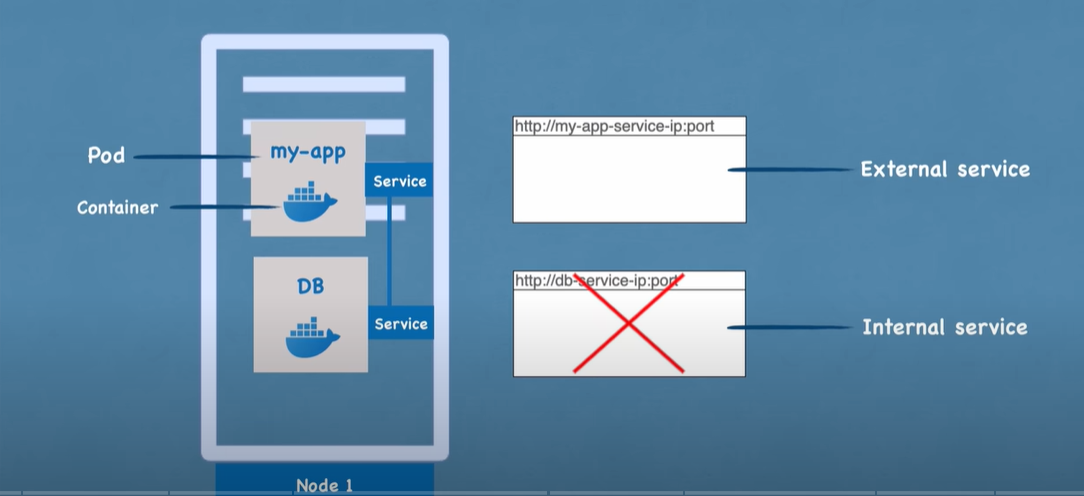 Pod
Container
my-app
Service
DB
Service
Node 1
http://my-app-service-ip:port
External service
http://db-service-ip:port
Internal service